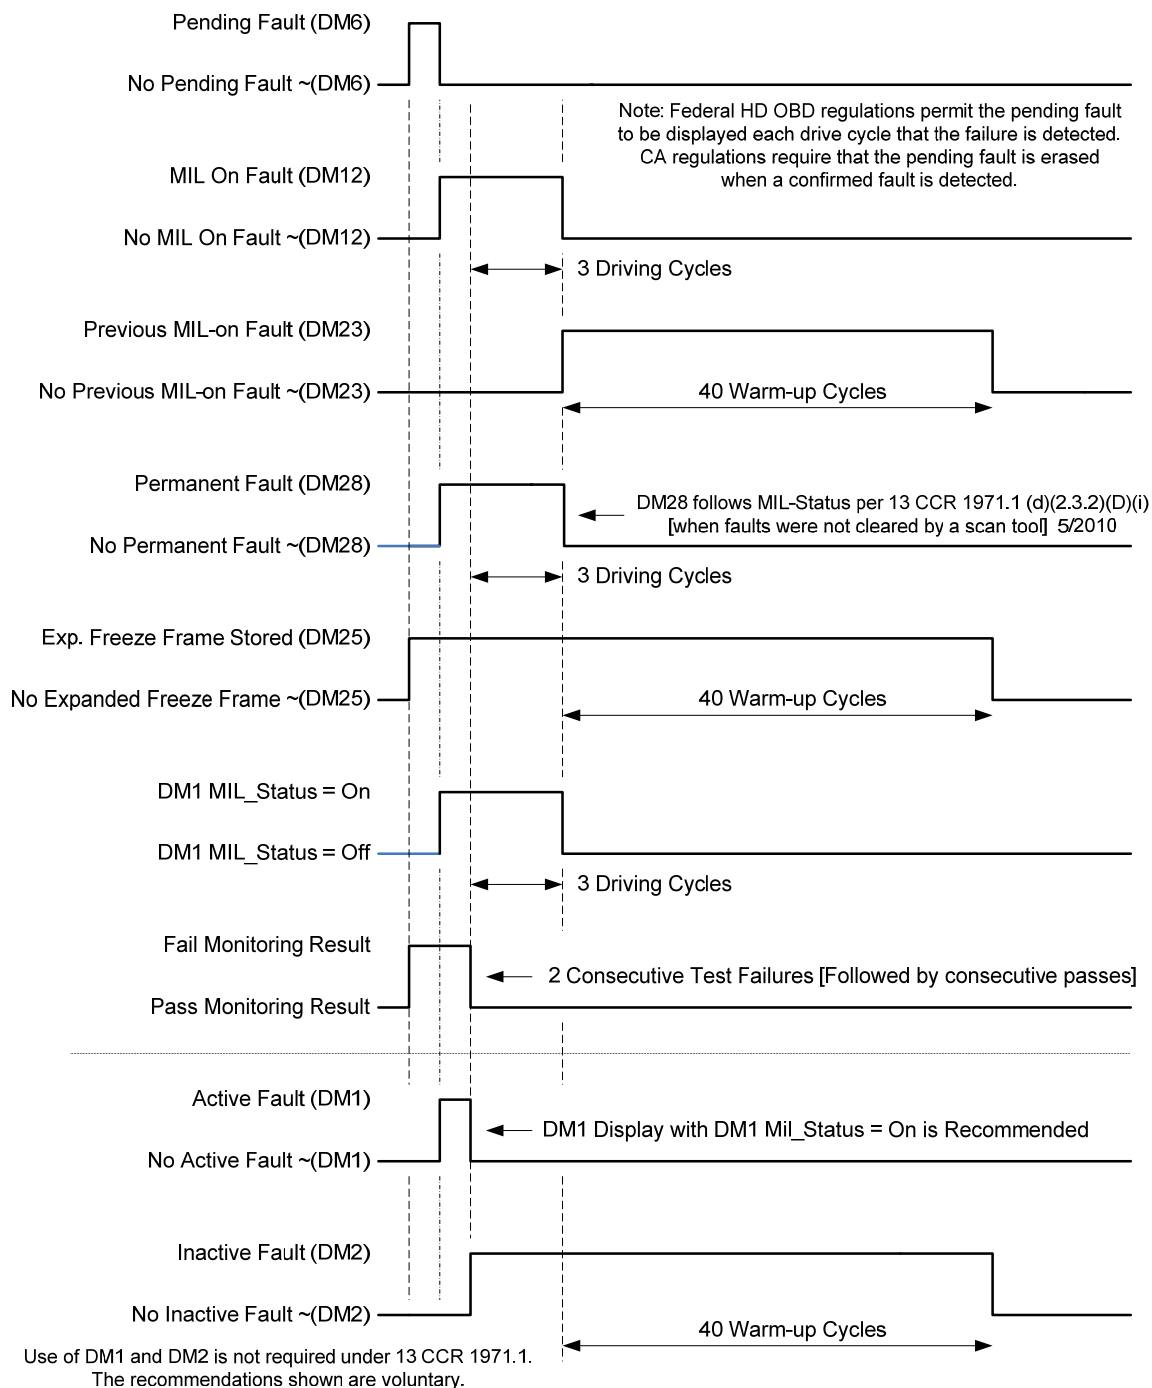 Pending Fault (DM6)
No Pending Fault ~(DM6)
Note: Federal HD OBD regulations permit the pending fault
to be displayed each drive cycle that the failure is detected.
CA regulations require that the pending fault is erased
when a confirmed fault is detected.
MIL On Fault (DM12)
No MIL On Fault ~(DM12)
3 Driving Cycles
Previous MIL-on Fault (DM23)
No Previous MIL-on Fault ~(DM23)
40 Warm-up Cycles
Permanent Fault (DM28)
DM28 follows MIL-Status per 13 CCR 1971.1 (d)(2.3.2)(D)(i)
[when faults were not cleared by a scan tool] 5/2010
No Permanent Fault ~(DM28)
3 Driving Cycles
Exp. Freeze Frame Stored (DM25)
No Expanded Freeze Frame ~(DM25)
40 Warm-up Cycles
DM1 MIL_Status = On
DM1 MIL_Status = Off
3 Driving Cycles
Fail Monitoring Result
2 Consecutive Test Failures [Followed by consecutive passes]
Pass Monitoring Result
Active Fault (DM1)
DM1 Display with DM1 Mil_Status = On is Recommended
No Active Fault ~(DM1)
Inactive Fault (DM2)
No Inactive Fault ~(DM2)
40 Warm-up Cycles
Use of DM1 and DM2 is not required under 13 CCR 1971.1.
The recommendations shown are voluntary.